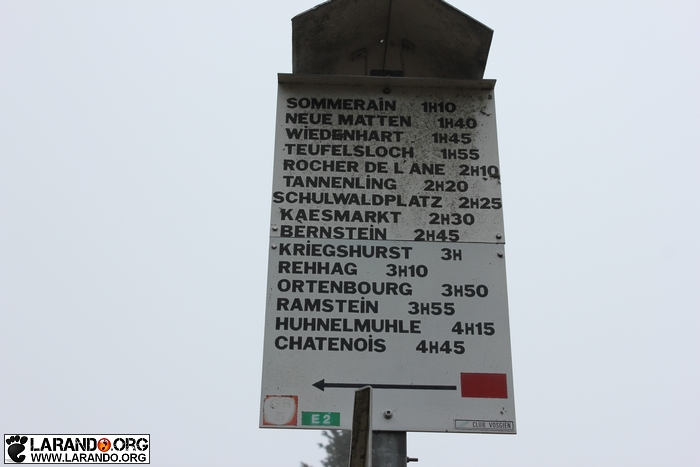 SOMMERAIN 1H10
NEUE MATTEN 1H40
WIEDENHART 1H45
TEUFELSLOCH 1H55
ROCHER DE L'ANE 2H10
TANNENLING 2H20
SCHULWALDPLATZ 2H25
KAESMARKT 2H30
BERNSTEIN 2H45
KRIEGSHURST 3H
REHHAG 3H10
ORTENBOURG 3H50
RAMSTEIN 3H55
HUHNELMUHLE 4H15
CHATENOIS 4H45
E2
CLUB VOSGIEN
LARANDO.ORG
WWW.LARANDO.ORG